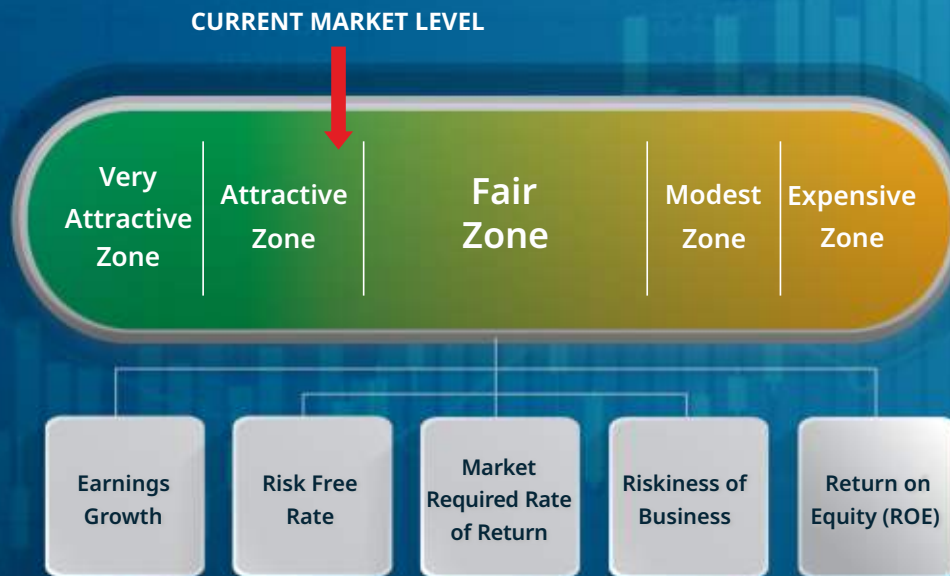 CURRENT MARKET LEVEL
Very
Attractive
Zone
Attractive
Zone
Fair
Zone
Modest
Zone
Expensive
Zone
Earnings
Growth
Risk Free
Rate
Market
Required Rate
of Return
Riskiness of
Business
Return on
Equity (ROE)